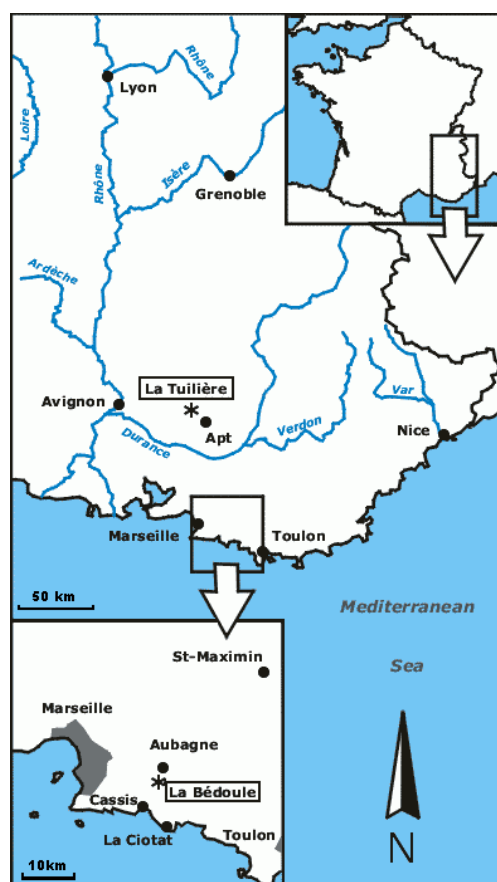 Rhône
Lyon
Loire
Rhône
Isère
Grenoble
Ardèche
La Tuilière
Avignon
Apt
Durance
Verdon
Var
Nice
Marseille
Toulon
50 km
Mediterranean
Sea
St-Maximin
Marseille
Aubagne
La Bédoule
Cassis
La Ciotat
Toulon
10km
N